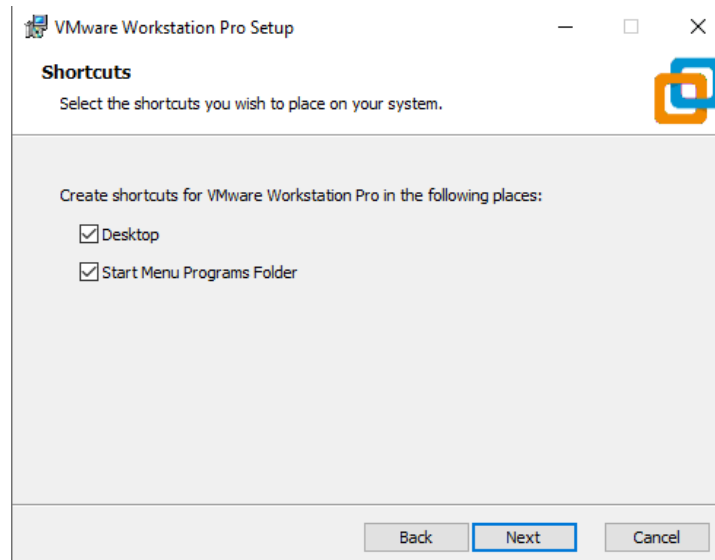 VMware Workstation Pro Setup
Shortcuts
Select the shortcuts you wish to place on your system.
Create shortcuts for VMware Workstation Pro in the following places:
Desktop
Start Menu Programs Folder
Back Next Cancel